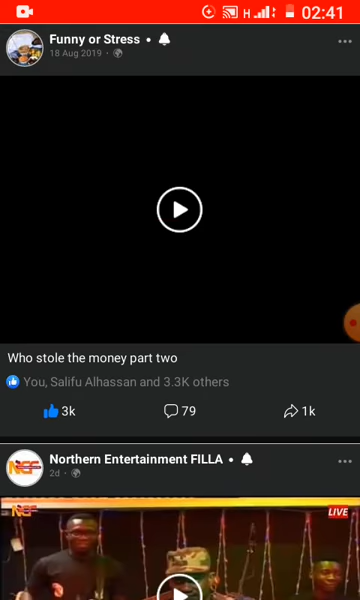 H 02:41
Funny or Stress •
18 Aug 2019 ·
Who stole the money part two
You, Salifu Alhassan and 3.3K others
3k 79 1k
Northern Entertainment FILLA •
NEF
2d ·
NEF LIVE